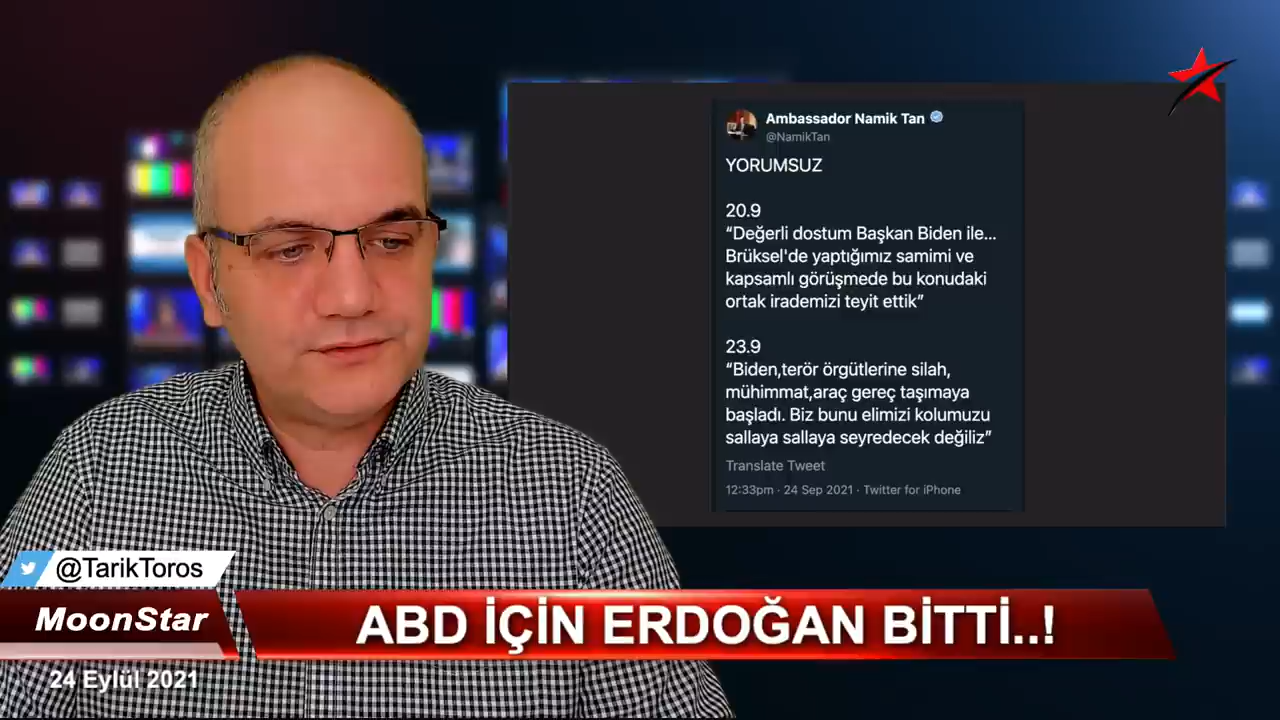 Ambassador Namik Tan
@NamikTan
YORUMSUZ
20.9
“Değerli dostum Başkan Biden ile...
Brüksel'de yaptığımız samimi ve
kapsamlı görüşmede bu konudaki
ortak irademizi teyit ettik”
23.9
“Biden,terör örgütlerine silah,
mühimmat,araç gereç taşımaya
başladı. Biz bunu elimizi kolumuzu
sallaya sallaya seyredecek değiliz”
Translate Tweet
12:33pm · 24 Sep 2021 · Twitter for iPhone
@TarikToros
MoonStar
ABD İÇİN ERDOĞAN BİTTİ..!
24 Eylül 2021